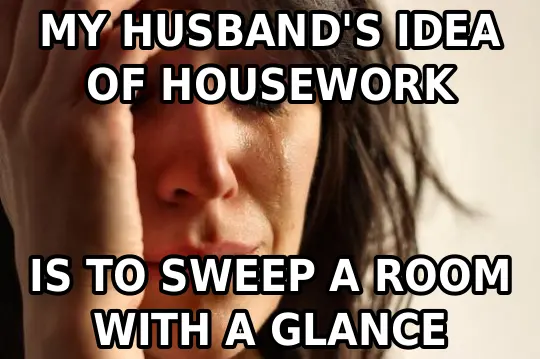 MY HUSBAND'S IDEA
OF HOUSEWORK
IS TO SWEEP A ROOM
WITH A GLANCE